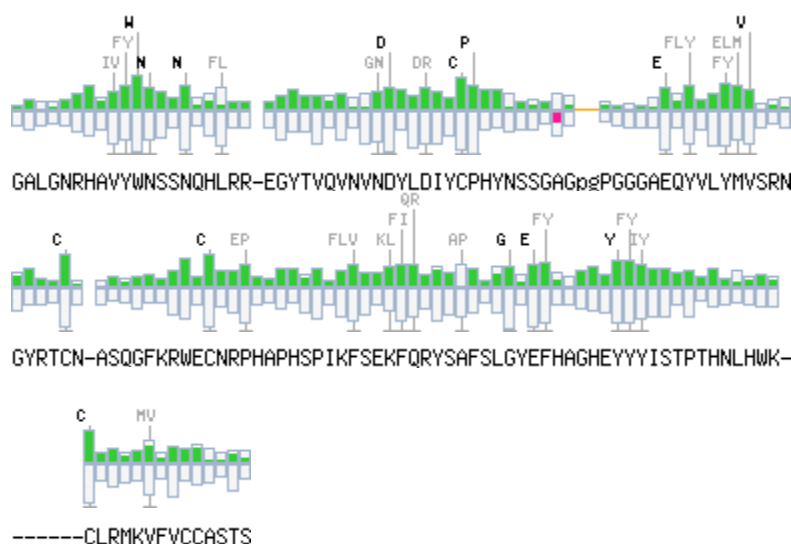 W V
FY D P FLY ELM
IV N N FL GN DR C E FY
GALGNRHAVYWNSSNQHLRR-EGYTVQVNVNDYLDIYCPHYNSSGAGpgPGGGAEQYVLYMVSRN
QR
FI FY FY
C C EP FLV KL AP G E Y IY
GYRTCN-ASQGFKRWECNRPHAPHSPIKFSEKFQRYSAFSLGYEFHAGHEYYYISTPTHNLHWK-
C MV
------CLRMKVFVCCASTS